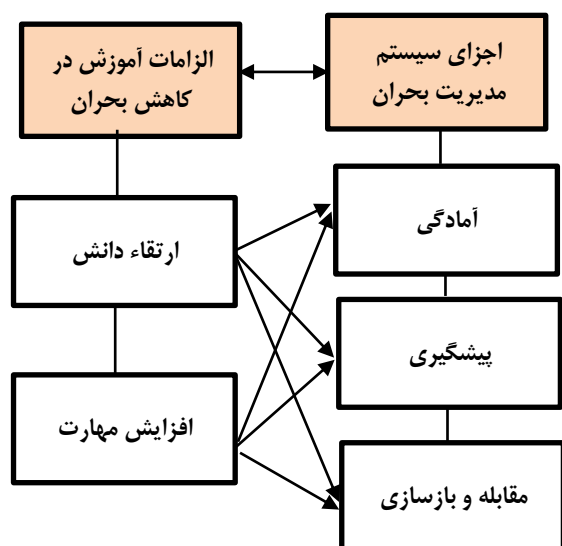 اجزای سیستم
مدیریت بحران
الزامات آموزش در
کاهش بحران
آمادگی
ارتقاء دانش
پیشگیری
افزایش مهارت
مقابله و بازسازی